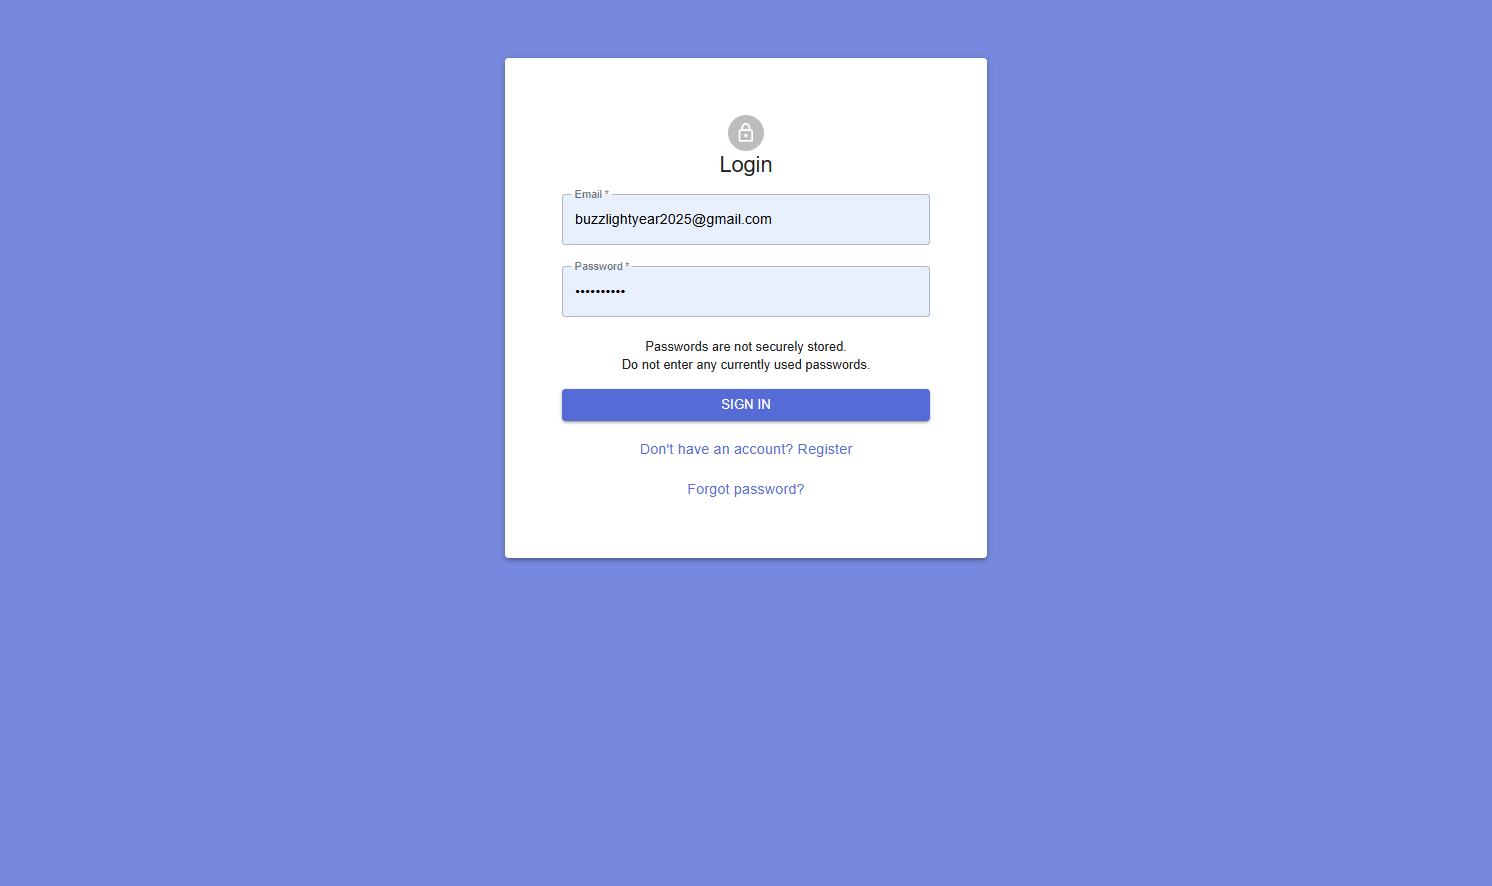 Login
Email *
buzzlightyear2025@gmail.com
Password *
••••••••••
Passwords are not securely stored.
Do not enter any currently used passwords.
SIGN IN
Don't have an account? Register
Forgot password?